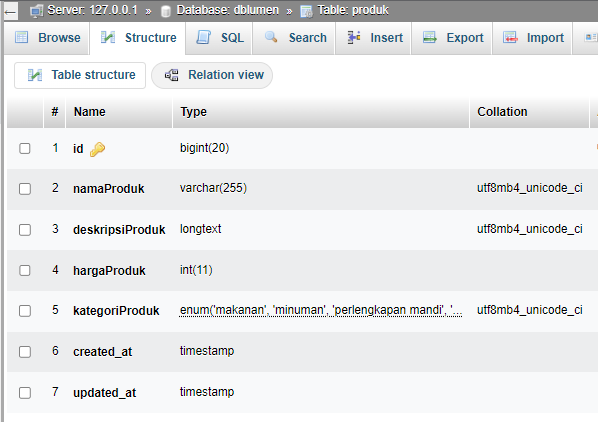 Server: 127.0.0.1 » Database: dblumen » Table: produk
Browse Structure SQL Search Insert Export Import
Table structure Relation view
# Name Type Collation
1 id bigint(20)
2 namaProduk varchar(255) utf8mb4_unicode_ci
3 deskripsiProduk longtext utf8mb4_unicode_ci
4 hargaProduk int(11)
5 kategoriProduk enum('makanan', 'minuman', 'perlengkapan mandi', '... utf8mb4_unicode_ci
6 created_at timestamp
7 updated_at timestamp